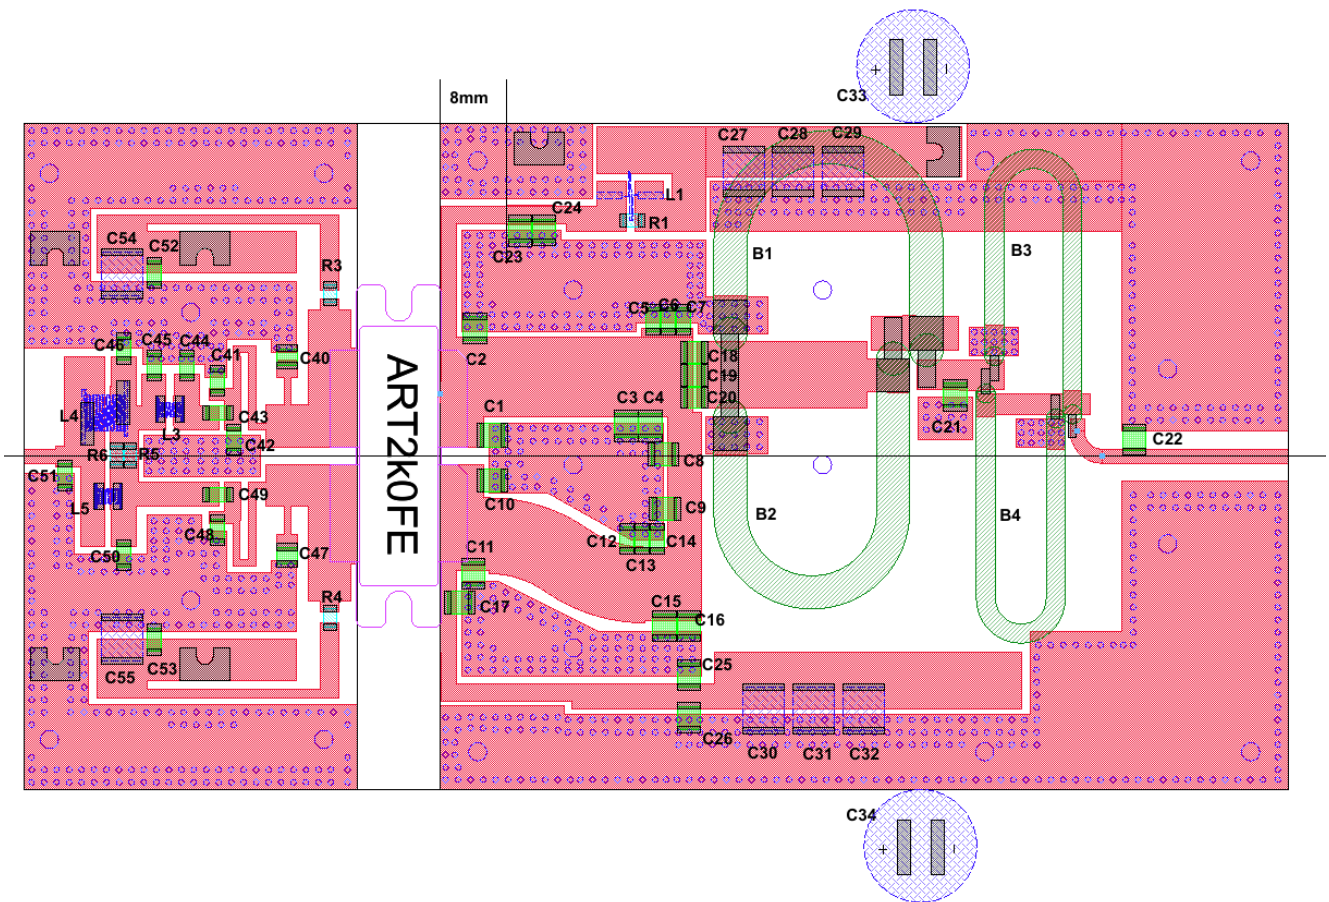 8mm
C33
+
−
C27 C28 C29
L1
C24
R1
C23
C54
C52
R3
B1
B3
C5 C6 C7
C2
C46 C45 C44
C41
C40
C18
C19
C20
L4
L3
C43
C42
C1
C3 C4
C21
C22
R6 R5
C51
C8
ART2k0FE
L5
C49
C10
C9
B2
B4
C48
C50
C47
C12
C14
C13
C11
R4
C17
C15
C16
C53
C55
C25
C26
C30 C31 C32
C34
+
−